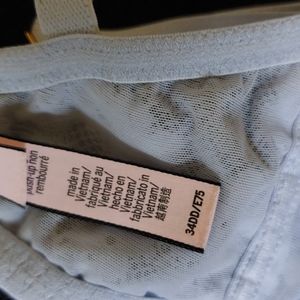 push-up non
rembourré
made in
Vietnam/
fabriqué au
Vietnam/
hecho en
Vietnam/
fabricato in
Vietnam/
越南制造
34DD/E75